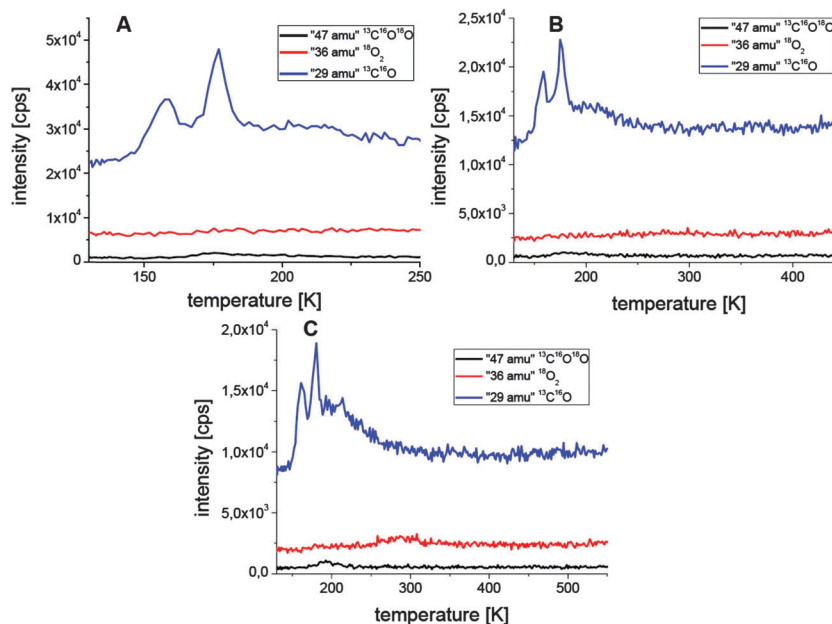 A
"47 amu" ¹³C¹⁶O¹⁸O
"36 amu" ¹⁸O₂
"29 amu" ¹³C¹⁶O
5x10⁴
4x10⁴
3x10⁴
2x10⁴
1x10⁴
0
150
200
250
intensity [cps]
temperature [K]
B
"47 amu" ¹³C¹⁶O¹⁸O
"36 amu" ¹⁸O₂
"29 amu" ¹³C¹⁶O
2,5x10⁴
2,0x10⁴
1,5x10⁴
1,0x10⁴
5,0x10³
0,0
200
300
400
intensity [cps]
temperature [K]
C
"47 amu" ¹³C¹⁶O¹⁸O
"36 amu" ¹⁸O₂
"29 amu" ¹³C¹⁶O
2,0x10⁴
1,5x10⁴
1,0x10⁴
5,0x10³
0,0
200
300
400
500
intensity [cps]
temperature [K]